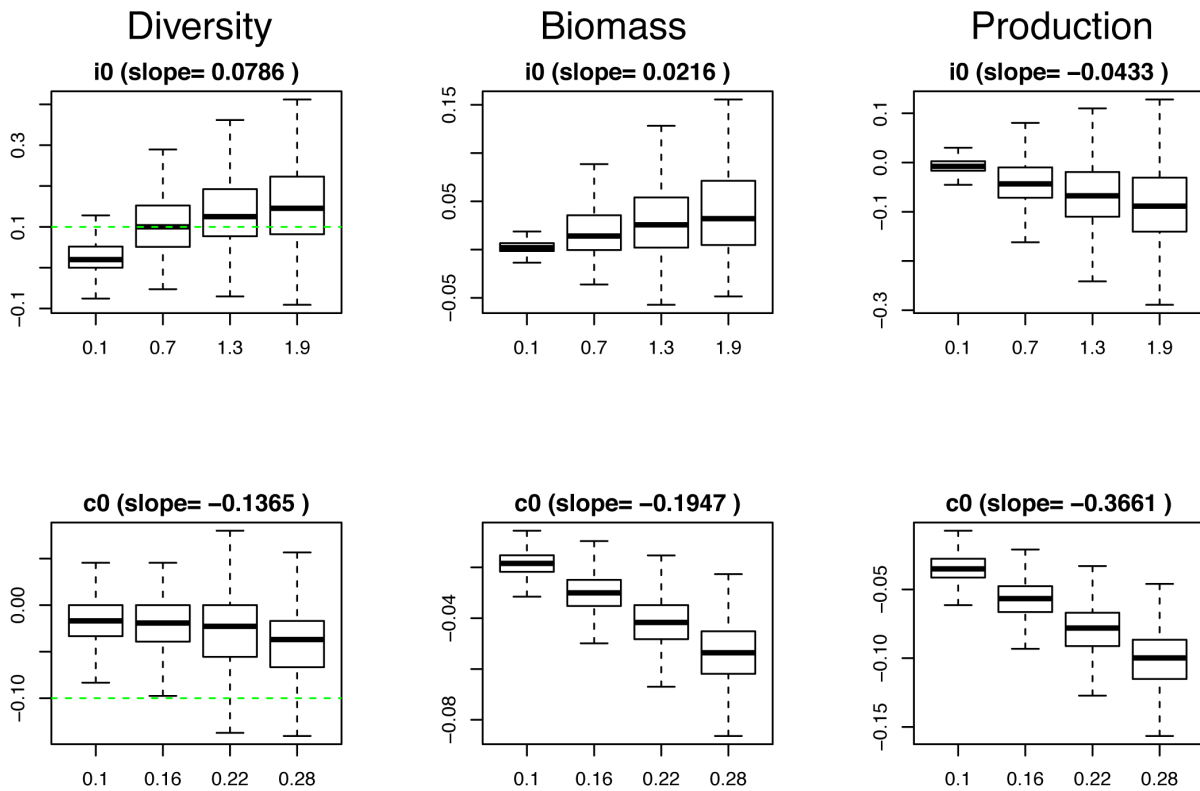 Diversity
Biomass
Production
i0 (slope= 0.0786 )
i0 (slope= 0.0216 )
i0 (slope= −0.0433 )
0.3
0.1
−0.1
0.1 0.7 1.3 1.9
0.15
0.05
−0.05
0.1 0.7 1.3 1.9
0.1
0.0
−0.1
−0.3
0.1 0.7 1.3 1.9
c0 (slope= −0.1365 )
c0 (slope= −0.1947 )
c0 (slope= −0.3661 )
0.00
−0.10
0.1 0.16 0.22 0.28
−0.04
−0.08
0.1 0.16 0.22 0.28
−0.05
−0.10
−0.15
0.1 0.16 0.22 0.28